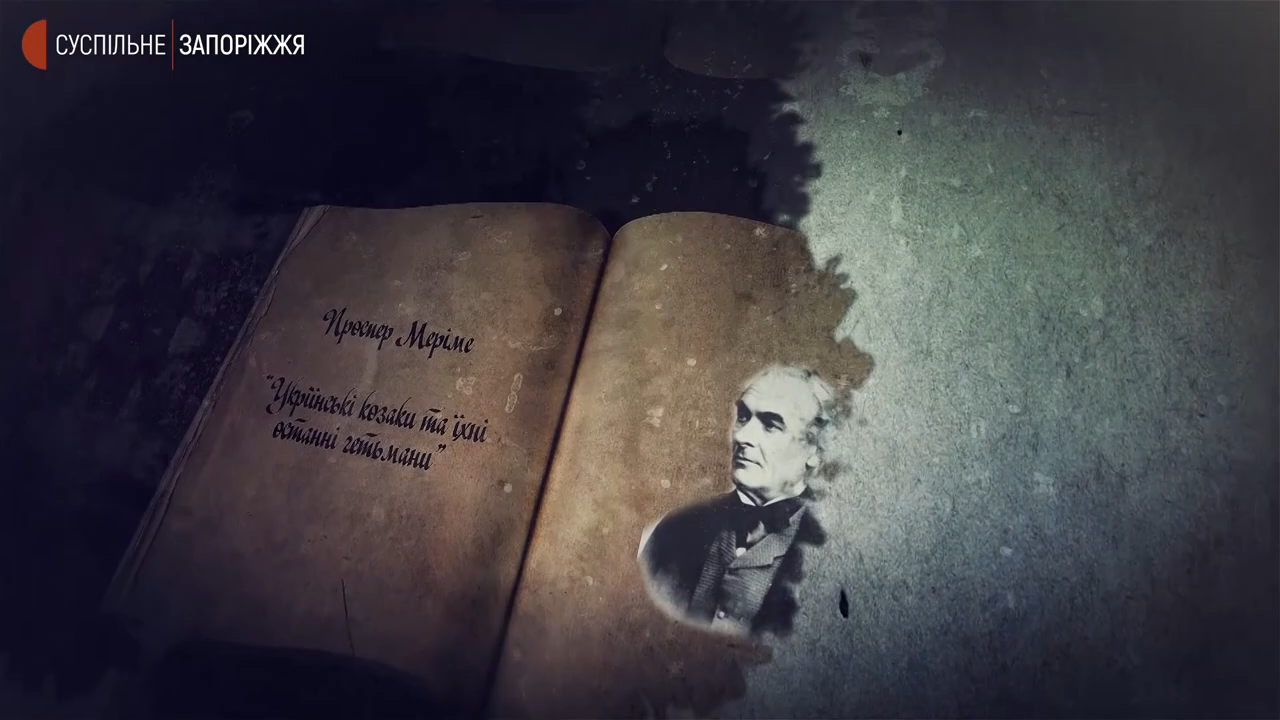 СУСПІЛЬНЕ ЗАПОРІЖЖЯ
Проспер Меріме
"Українські козаки та їхні
останні гетьмани"